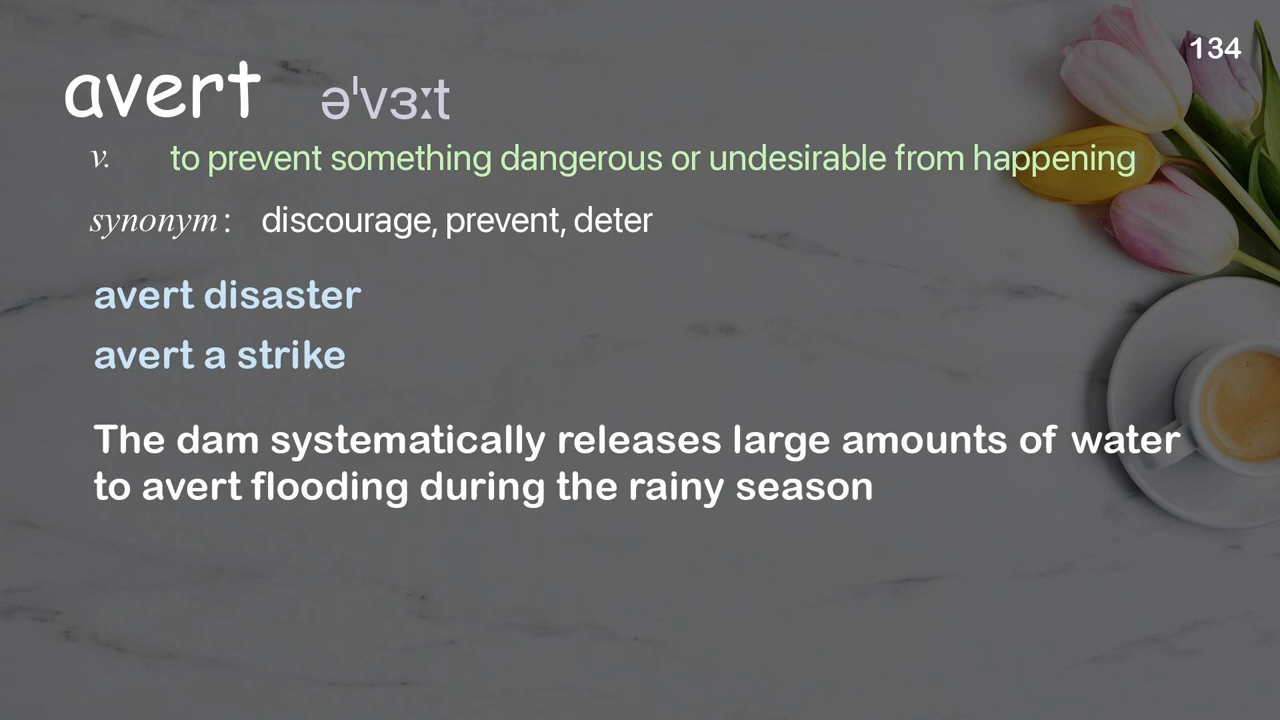 134
avert əˈvɜːt
v. to prevent something dangerous or undesirable from happening
synonym : discourage, prevent, deter
avert disaster
avert a strike
The dam systematically releases large amounts of water
to avert flooding during the rainy season